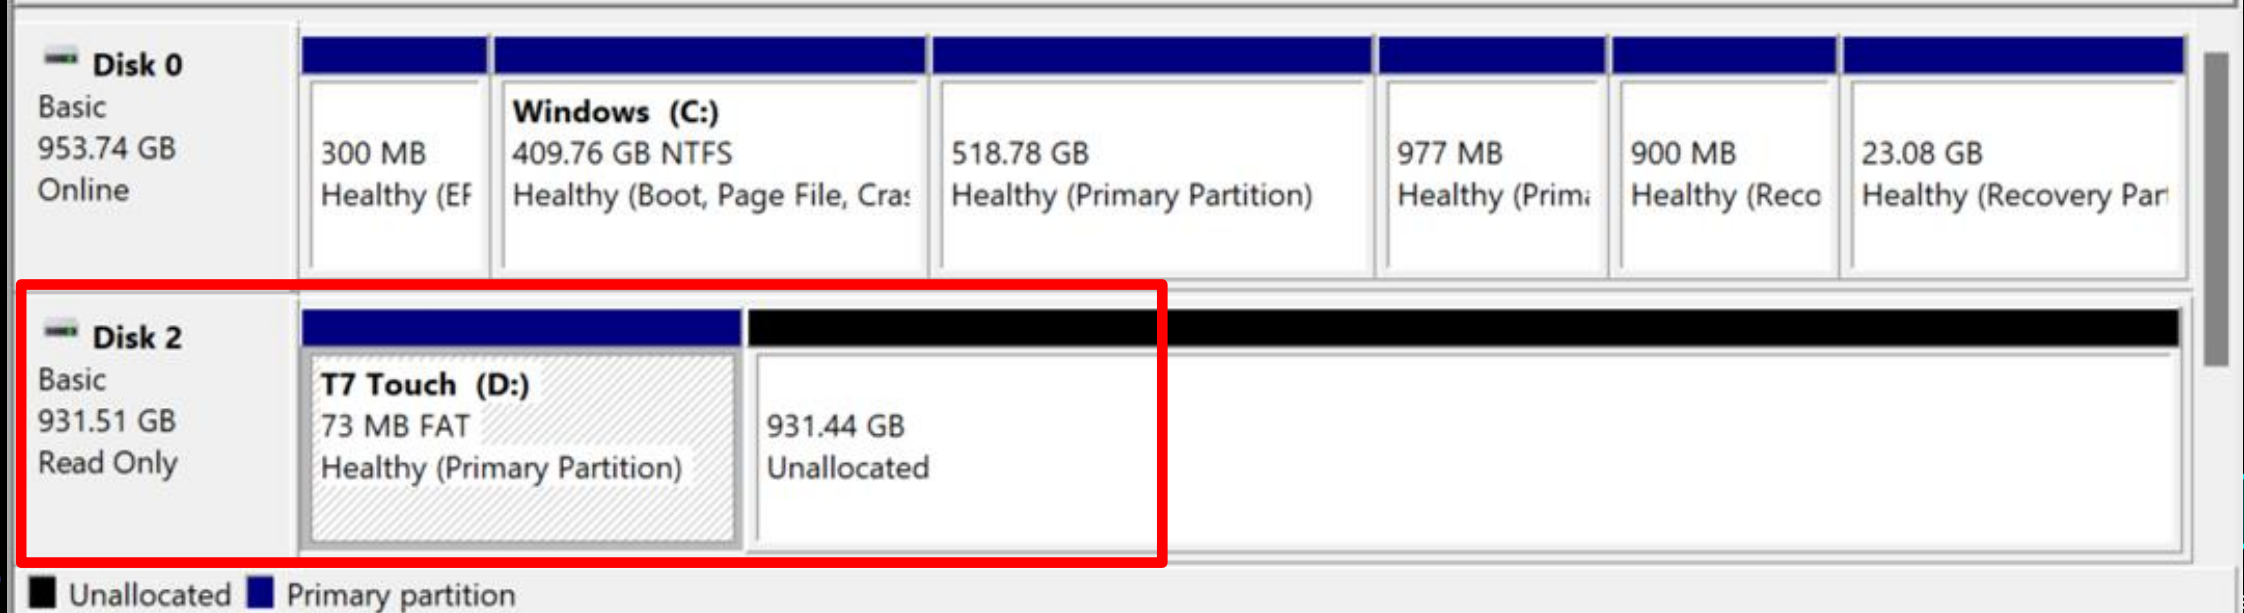 Disk 0
Basic
953.74 GB
Online
300 MB
Healthy (EF
Windows (C:)
409.76 GB NTFS
Healthy (Boot, Page File, Cras
518.78 GB
Healthy (Primary Partition)
977 MB
Healthy (Prima
900 MB
Healthy (Reco
23.08 GB
Healthy (Recovery Part
Disk 2
Basic
931.51 GB
Read Only
T7 Touch (D:)
73 MB FAT
Healthy (Primary Partition)
931.44 GB
Unallocated
Unallocated Primary partition